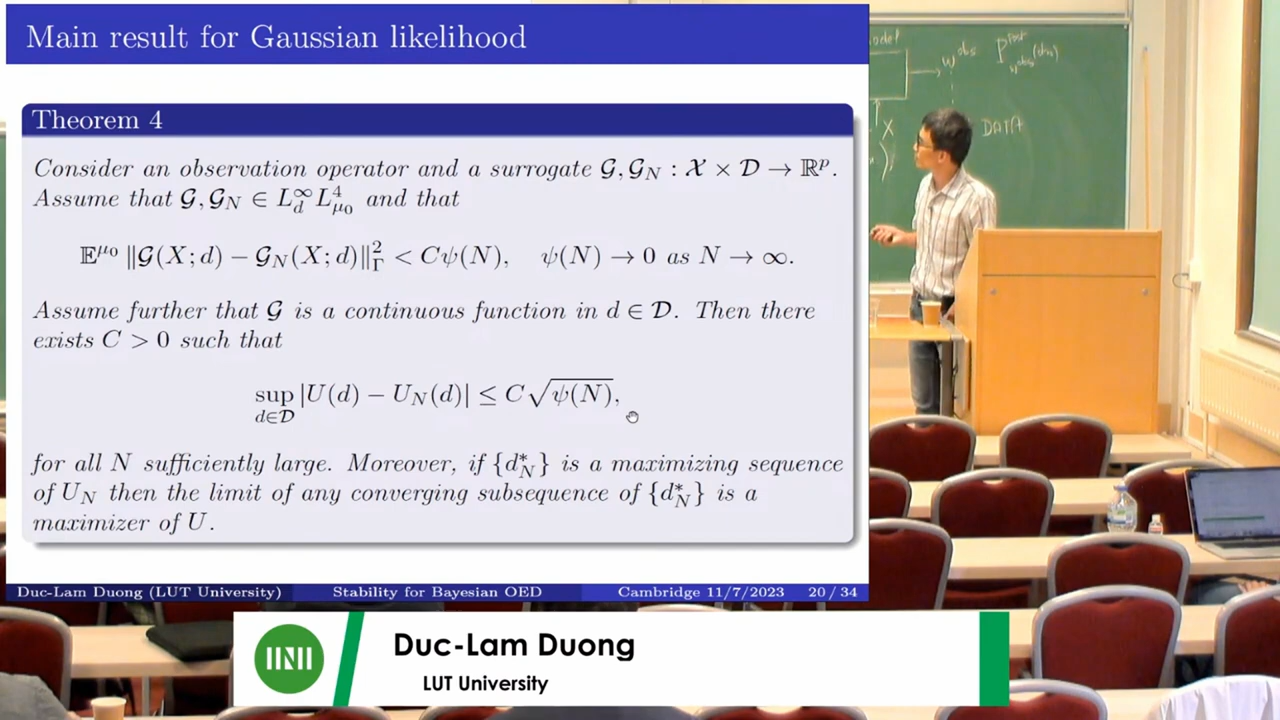 Main result for Gaussian likelihood
Theorem 4
Consider an observation operator and a surrogate 𝒢, 𝒢_N : 𝒳 × 𝒟 → ℝ^p.
Assume that 𝒢, 𝒢_N ∈ L^∞_d L^4_{μ_0} and that
𝔼^{μ_0} ‖𝒢(X; d) − 𝒢_N(X; d)‖^2_Γ < Cψ(N), ψ(N) → 0 as N → ∞.
Assume further that 𝒢 is a continuous function in d ∈ 𝒟. Then there
exists C > 0 such that
sup_{d∈𝒟} |U(d) − U_N(d)| ≤ C√ψ(N),
for all N sufficiently large. Moreover, if {d*_N} is a maximizing sequence
of U_N then the limit of any converging subsequence of {d*_N} is a
maximizer of U.
Duc-Lam Duong (LUT University) Stability for Bayesian OED Cambridge 11/7/2023 20 / 34
DATA
X
Duc-Lam Duong
LUT University